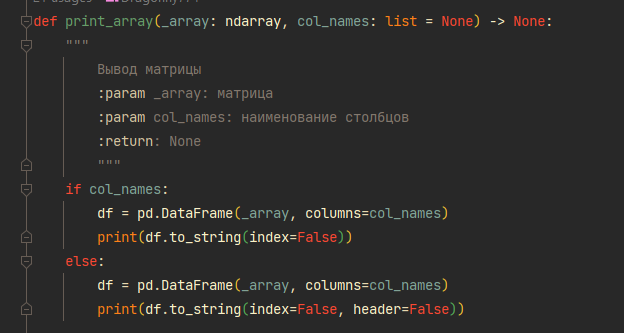 def print_array(_array: ndarray, col_names: list = None) -> None:
"""
Вывод матрицы
:param _array: матрица
:param col_names: наименование столбцов
:return: None
"""
if col_names:
df = pd.DataFrame(_array, columns=col_names)
print(df.to_string(index=False))
else:
df = pd.DataFrame(_array, columns=col_names)
print(df.to_string(index=False, header=False))